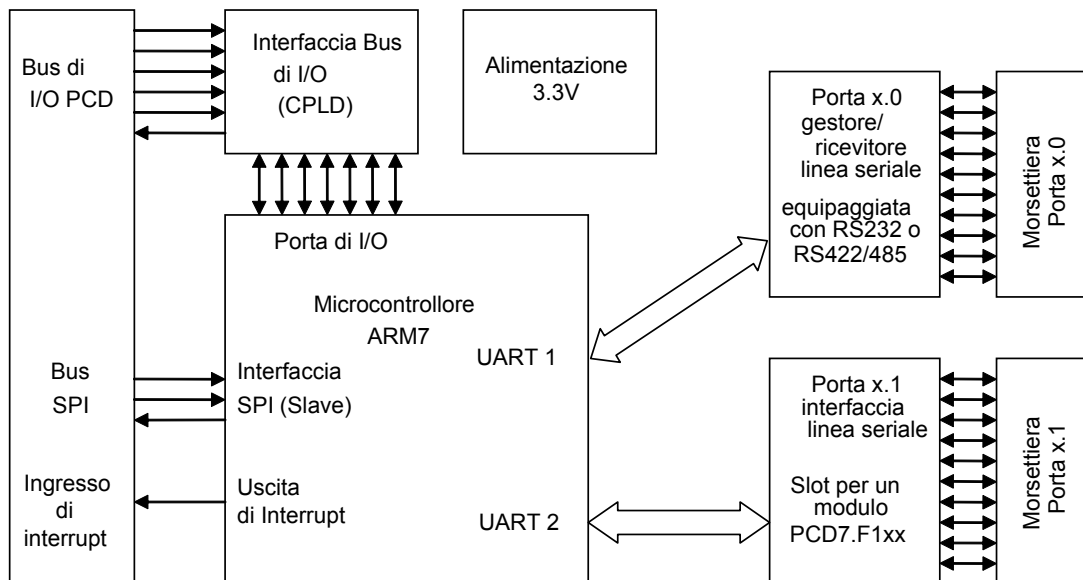 Bus di
I/O PCD
Interfaccia Bus
di I/O
(CPLD)
Alimentazione
3.3V
Porta x.0
gestore/
ricevitore
linea seriale
equipaggiata
con RS232 o
RS422/485
Morsettiera
Porta x.0
Porta di I/O
Microcontrollore
ARM7
UART 1
Bus
SPI
Interfaccia
SPI (Slave)
Porta x.1
interfaccia
linea seriale
Slot per un
modulo
PCD7.F1xx
Morsettiera
Porta x.1
Ingresso
di
interrupt
Uscita
di Interrupt
UART 2